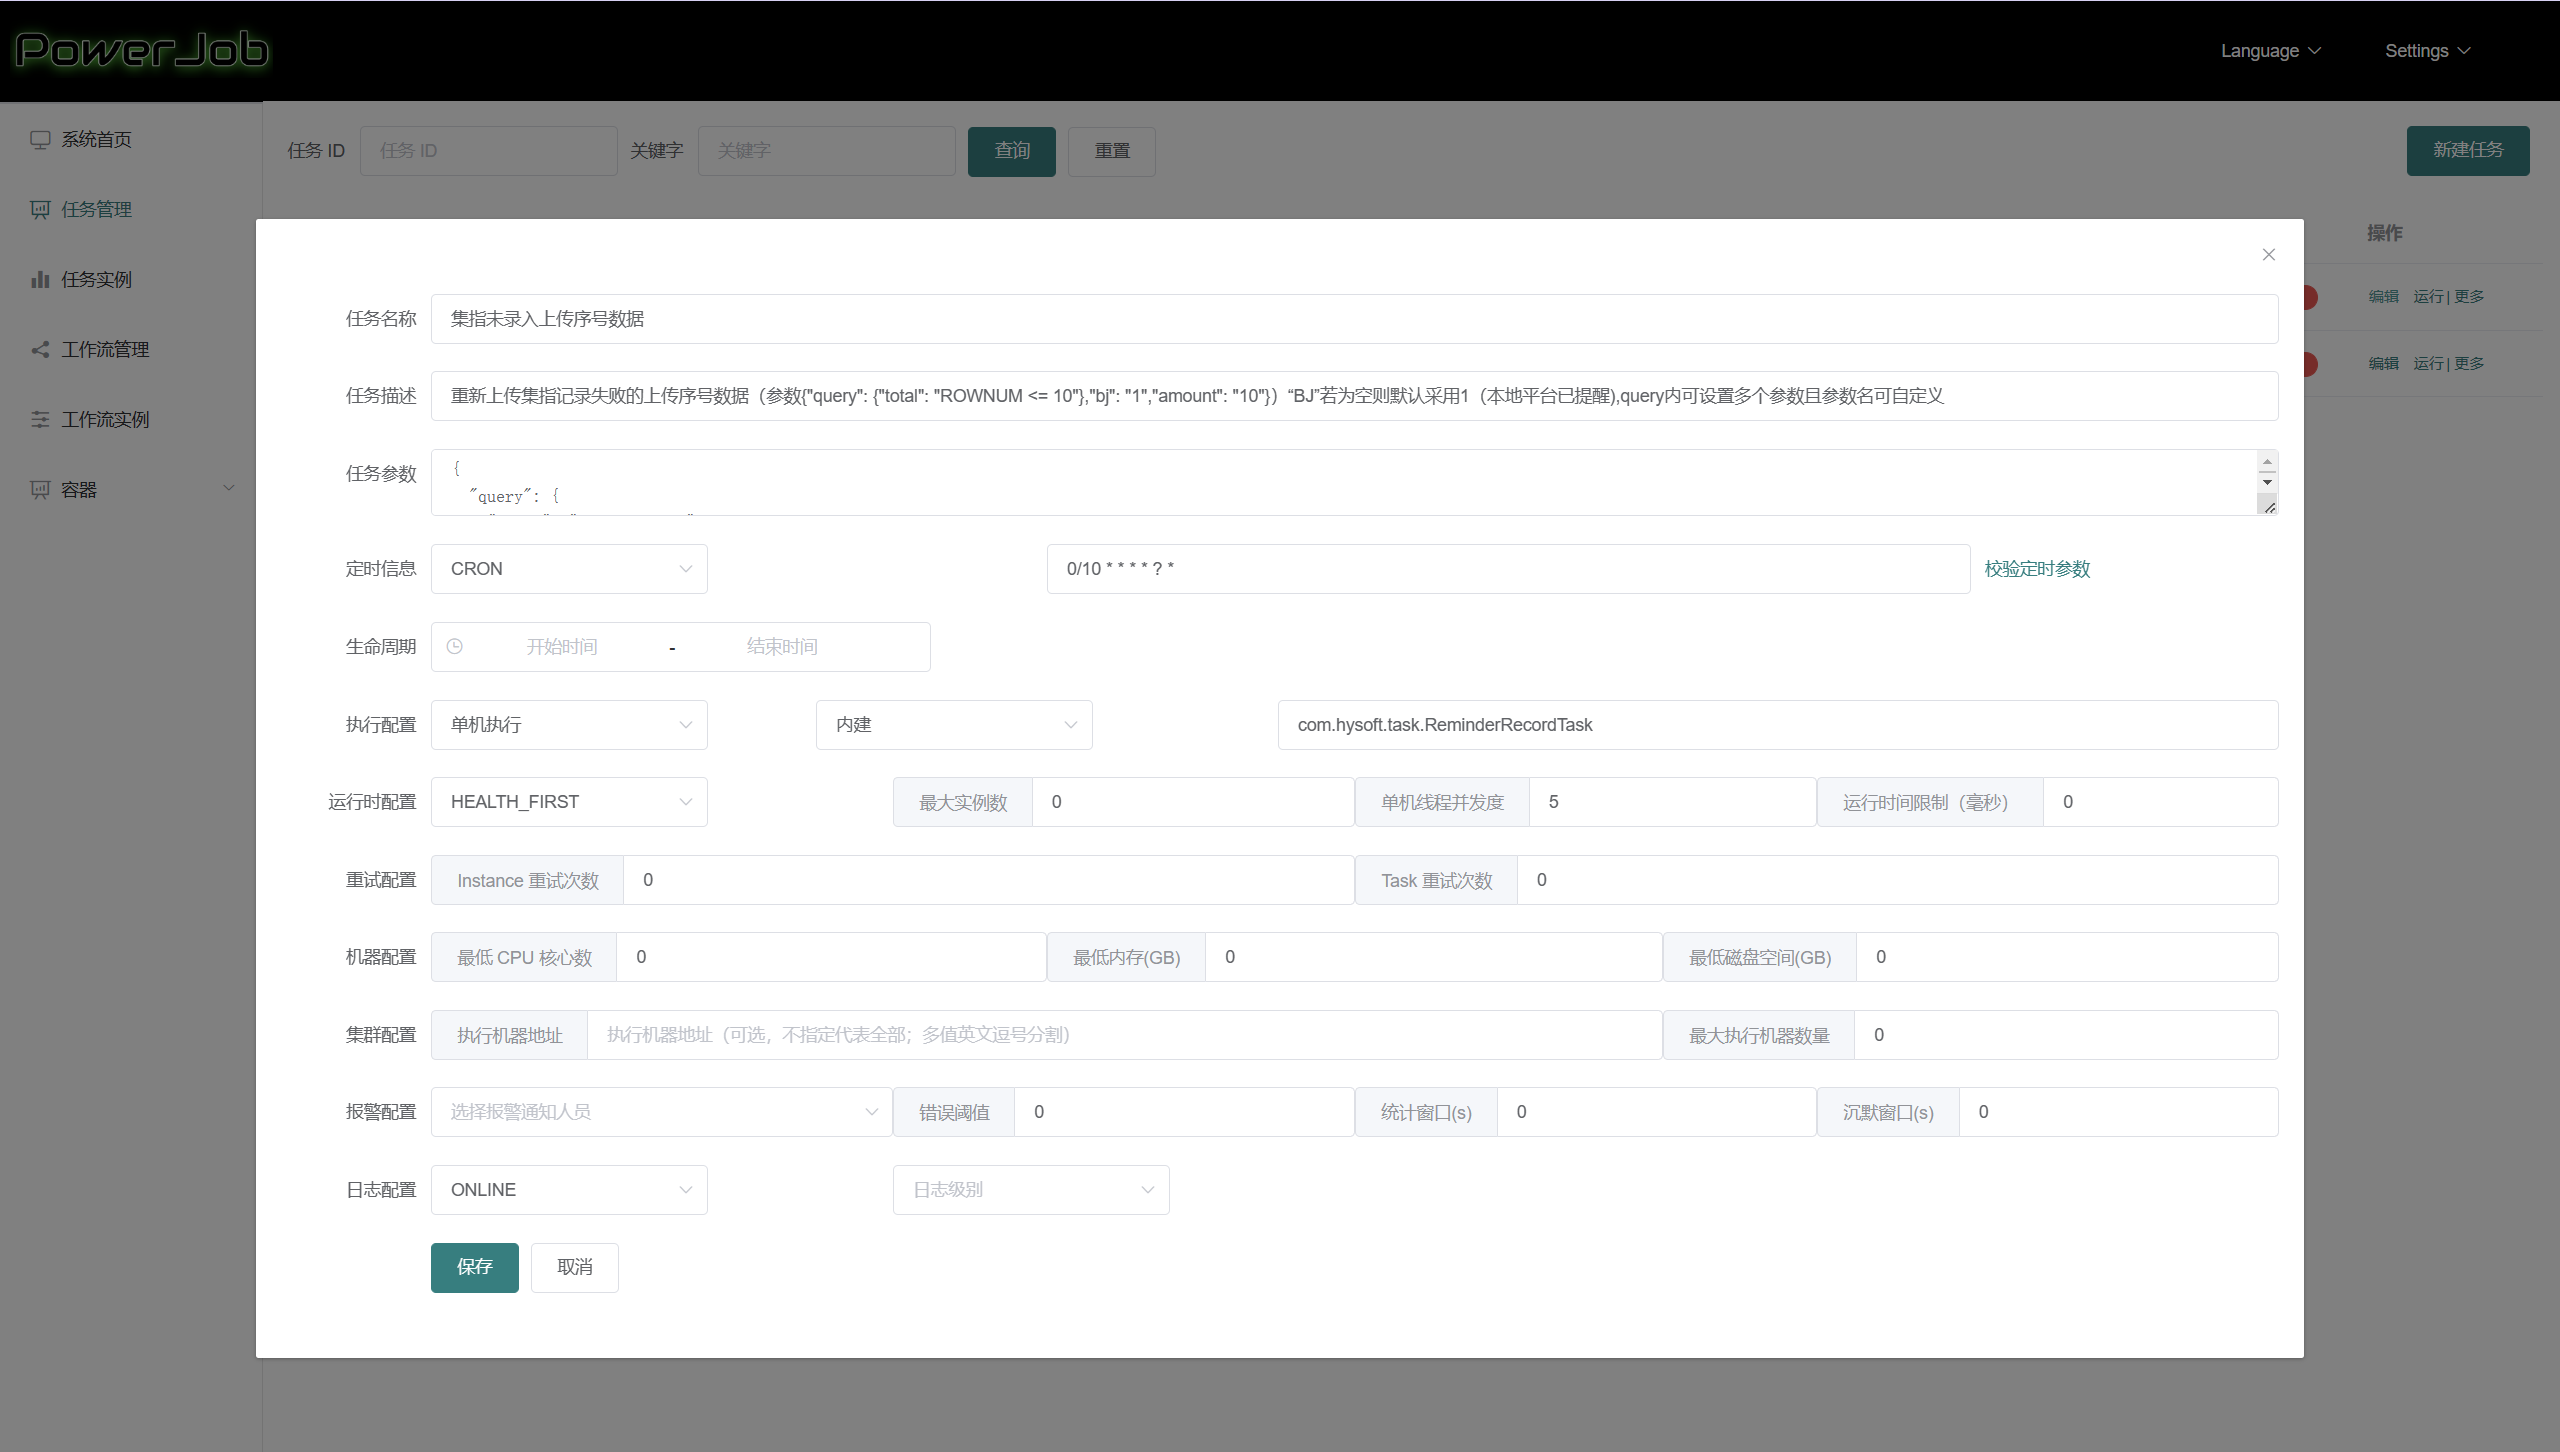 PowerJob
Language
Settings
系统首页
任务管理
任务实例
工作流管理
工作流实例
容器
任务 ID 任务 ID 关键字 关键字 查询 重置 新建任务
操作
编辑 运行| 更多
编辑 运行| 更多
任务名称 集指未录入上传序号数据
任务描述 重新上传集指记录失败的上传序号数据（参数{"query": {"total": "ROWNUM <= 10"},"bj": "1","amount": "10"}）“BJ”若为空则默认采用1（本地平台已提醒),query内可设置多个参数且参数名可自定义
任务参数 {
"query": {
定时信息 CRON 0/10 * * * * ? * 校验定时参数
生命周期 开始时间 - 结束时间
执行配置 单机执行 内建 com.hysoft.task.ReminderRecordTask
运行时配置 HEALTH_FIRST 最大实例数 0 单机线程并发度 5 运行时间限制（毫秒） 0
重试配置 Instance 重试次数 0 Task 重试次数 0
机器配置 最低 CPU 核心数 0 最低内存(GB) 0 最低磁盘空间(GB) 0
集群配置 执行机器地址 执行机器地址（可选，不指定代表全部；多值英文逗号分割） 最大执行机器数量 0
报警配置 选择报警通知人员 错误阈值 0 统计窗口(s) 0 沉默窗口(s) 0
日志配置 ONLINE 日志级别
保存 取消